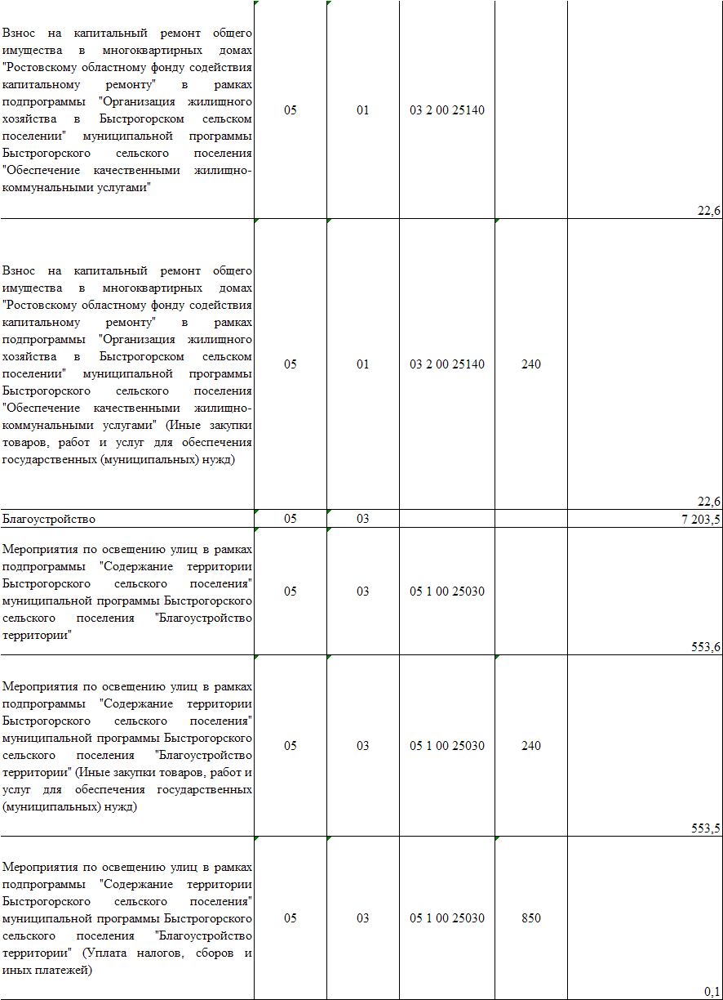 Взнос на капитальный ремонт общего
имущества в многоквартирных домах
"Ростовскому областному фонду содействия
капитальному ремонту" в рамках
подпрограммы "Организация жилищного
хозяйства в Быстрогорском сельском
поселении" муниципальной программы
Быстрогорского сельского поселения
"Обеспечение качественными жилищно-
коммунальными услугами"
05 01 03 2 00 25140
22,6
Взнос на капитальный ремонт общего
имущества в многоквартирных домах
"Ростовскому областному фонду содействия
капитальному ремонту" в рамках
подпрограммы "Организация жилищного
хозяйства в Быстрогорском сельском
поселении" муниципальной программы
Быстрогорского сельского поселения
"Обеспечение качественными жилищно-
коммунальными услугами" (Иные закупки
товаров, работ и услуг для обеспечения
государственных (муниципальных) нужд)
05 01 03 2 00 25140 240
22,6
Благоустройство 05 03 7 203,5
Мероприятия по освещению улиц в рамках
подпрограммы "Содержание территории
Быстрогорского сельского поселения"
муниципальной программы Быстрогорского
сельского поселения "Благоустройство
территории"
05 03 05 1 00 25030
553,6
Мероприятия по освещению улиц в рамках
подпрограммы "Содержание территории
Быстрогорского сельского поселения"
муниципальной программы Быстрогорского
сельского поселения "Благоустройство
территории" (Иные закупки товаров, работ и
услуг для обеспечения государственных
(муниципальных) нужд)
05 03 05 1 00 25030 240
553,5
Мероприятия по освещению улиц в рамках
подпрограммы "Содержание территории
Быстрогорского сельского поселения"
муниципальной программы Быстрогорского
сельского поселения "Благоустройство
территории" (Уплата налогов, сборов и
иных платежей)
05 03 05 1 00 25030 850
0,1